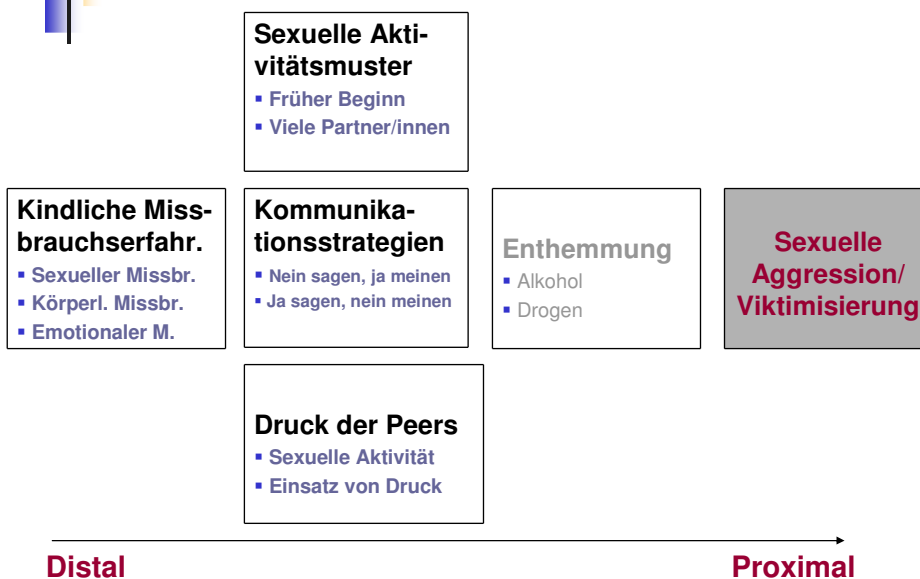 Sexuelle Akti-
vitätsmuster
▪ Früher Beginn
▪ Viele Partner/innen
Kindliche Miss-
brauchserfahr.
▪ Sexueller Missbr.
▪ Körperl. Missbr.
▪ Emotionaler M.
Kommunika-
tionsstrategien
▪ Nein sagen, ja meinen
▪ Ja sagen, nein meinen
Enthemmung
▪ Alkohol
▪ Drogen
Sexuelle
Aggression/
Viktimisierung
Druck der Peers
▪ Sexuelle Aktivität
▪ Einsatz von Druck
Distal
Proximal